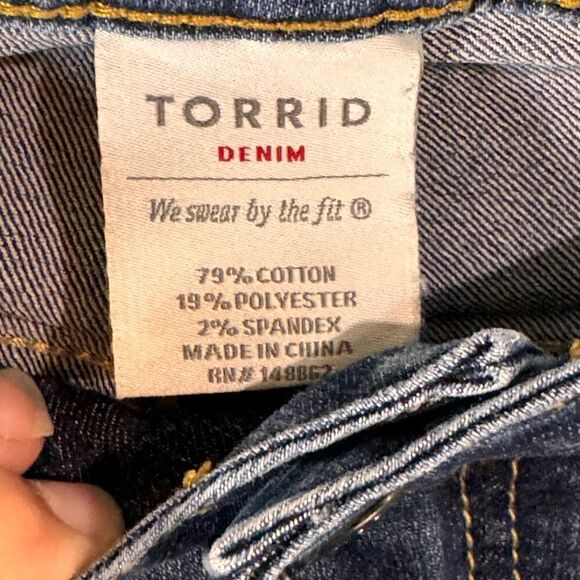 TORRID
DENIM
We swear by the fit ®
79% COTTON
19% POLYESTER
2% SPANDEX
MADE IN CHINA
RN# 148862